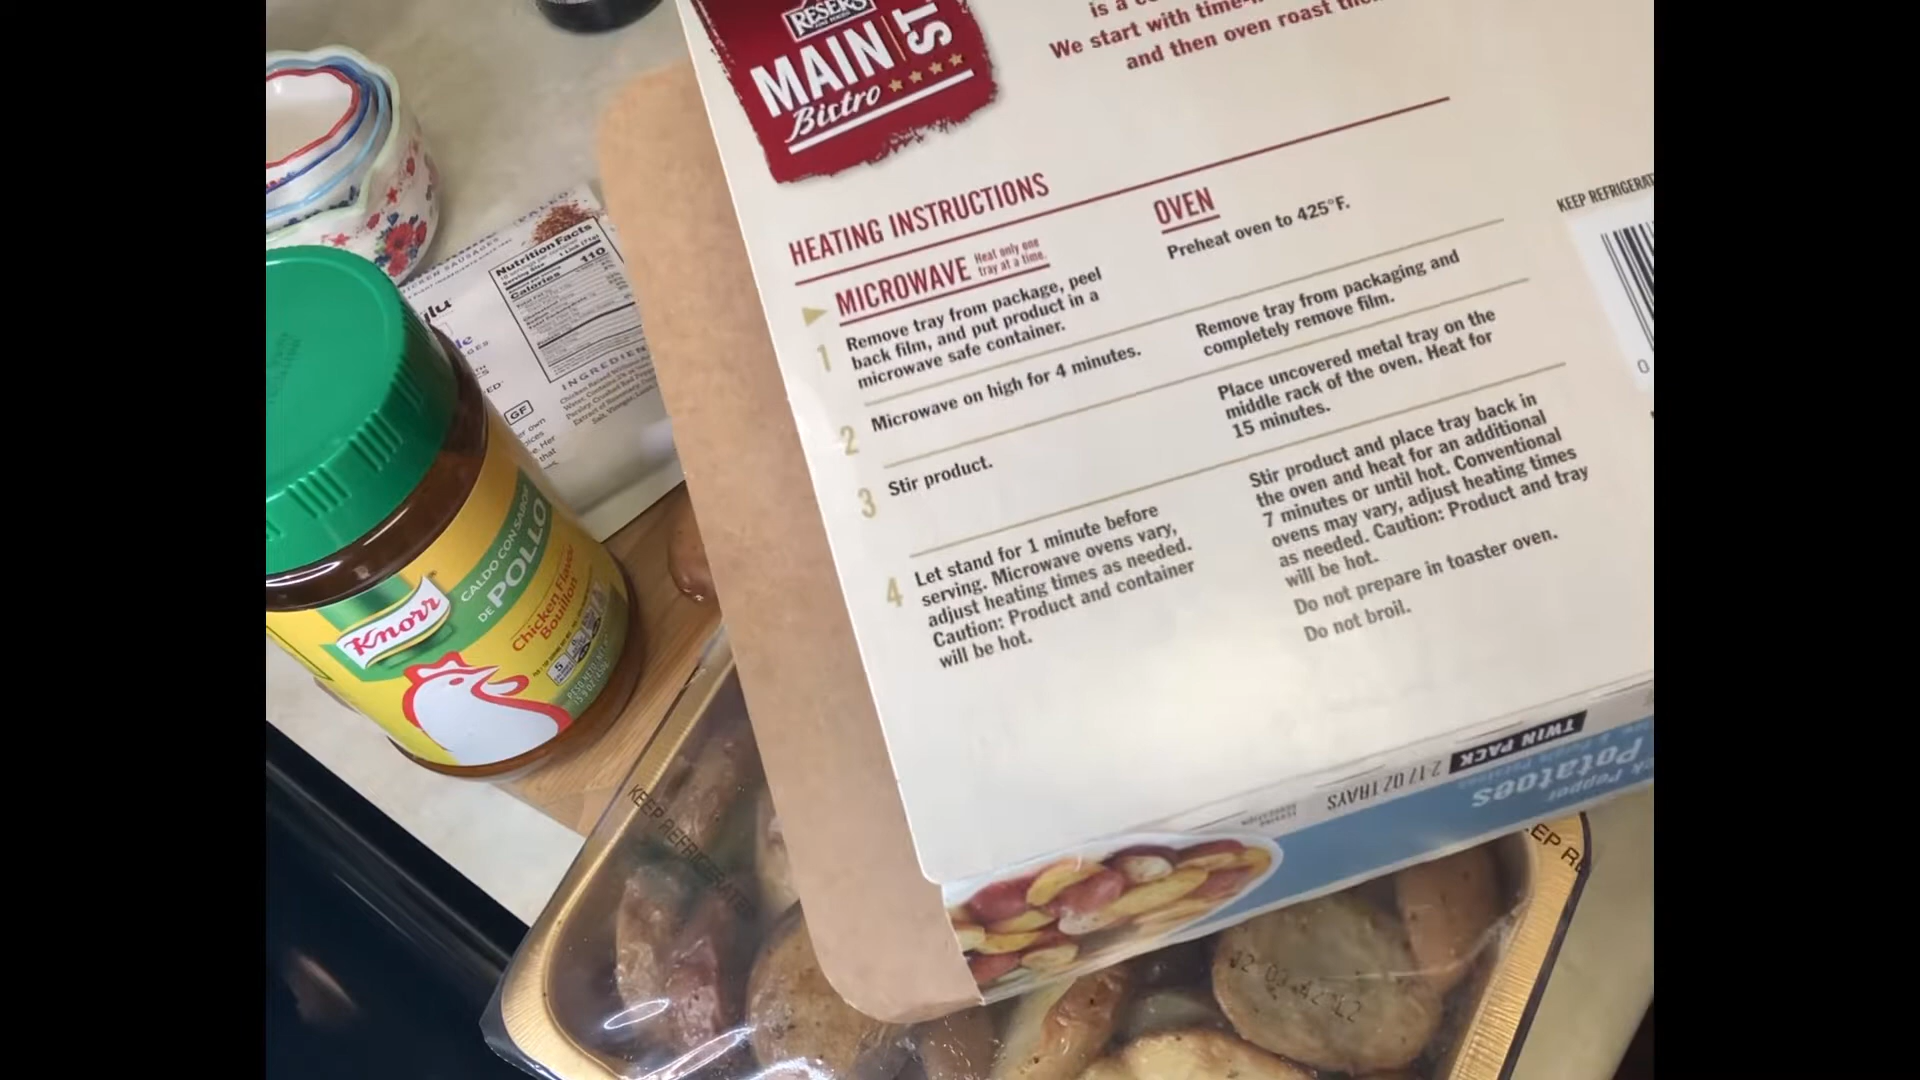 RESER'S
MAIN ST
Bistro
is a
We start with
and then oven roast
HEATING INSTRUCTIONS
MICROWAVE
Heat only one
tray at a time.
1
Remove tray from package, peel
back film, and put product in a
microwave safe container.
2
Microwave on high for 4 minutes.
3
Stir product.
4
Let stand for 1 minute before
serving. Microwave ovens vary,
adjust heating times as needed.
Caution: Product and container
will be hot.
OVEN
Preheat oven to 425°F.
Remove tray from packaging and
completely remove film.
Place uncovered metal tray on the
middle rack of the oven. Heat for
15 minutes.
Stir product and place tray back in
the oven and heat for an additional
7 minutes or until hot. Conventional
ovens may vary, adjust heating times
as needed. Caution: Product and tray
will be hot.
Do not prepare in toaster oven.
Do not broil.
KEEP REFRIGERAT
0
TWIN PACK
2-17 OZ TRAYS
Pepper
Potatoes
Nutrition Facts
Calories 110
INGREDIEN
GF
Knorr
CALDO CON SABOR
DE POLLO
Chicken Flavor
Bouillon
KEEP REFRIGERATE